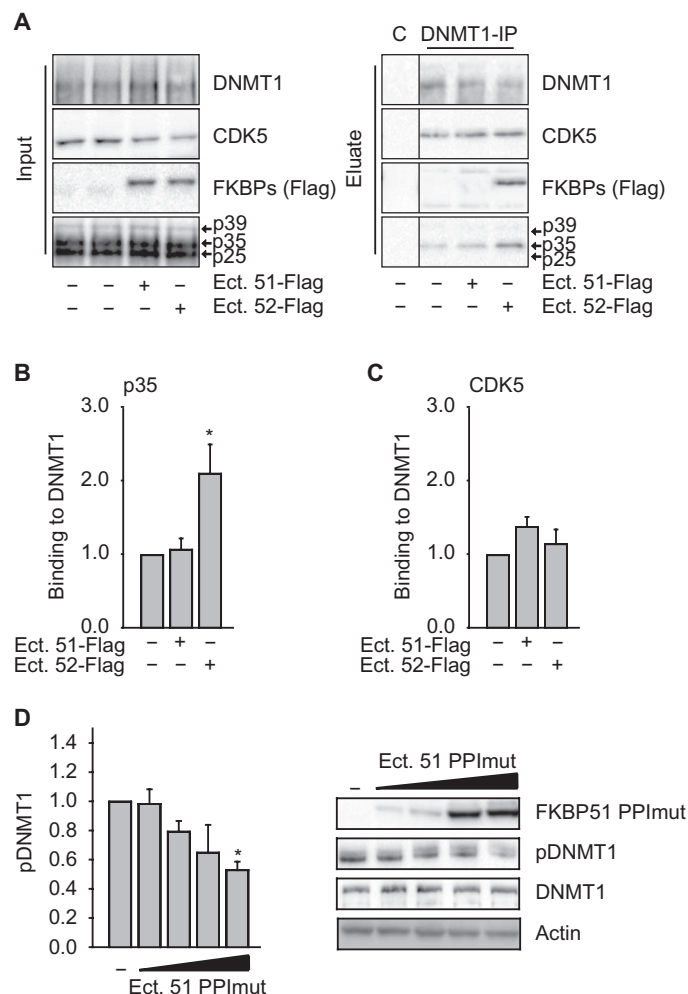 A
C DNMT1-IP
Input
DNMT1
CDK5
FKBPs (Flag)
p39
p35
p25
– – + – Ect. 51-Flag
– – – + Ect. 52-Flag
Eluate
DNMT1
CDK5
FKBPs (Flag)
p39
p35
p25
– – + – Ect. 51-Flag
– – – + Ect. 52-Flag
B
p35
Binding to DNMT1
3.0
2.0
1.0
0.0
*
Ect. 51-Flag – + –
Ect. 52-Flag – – +
C
CDK5
Binding to DNMT1
3.0
2.0
1.0
0.0
Ect. 51-Flag – + –
Ect. 52-Flag – – +
D
pDNMT1
1.4
1.2
1.0
0.8
0.6
0.4
0.2
0.0
*
–
Ect. 51 PPImut
Ect. 51 PPImut
–
FKBP51 PPImut
pDNMT1
DNMT1
Actin